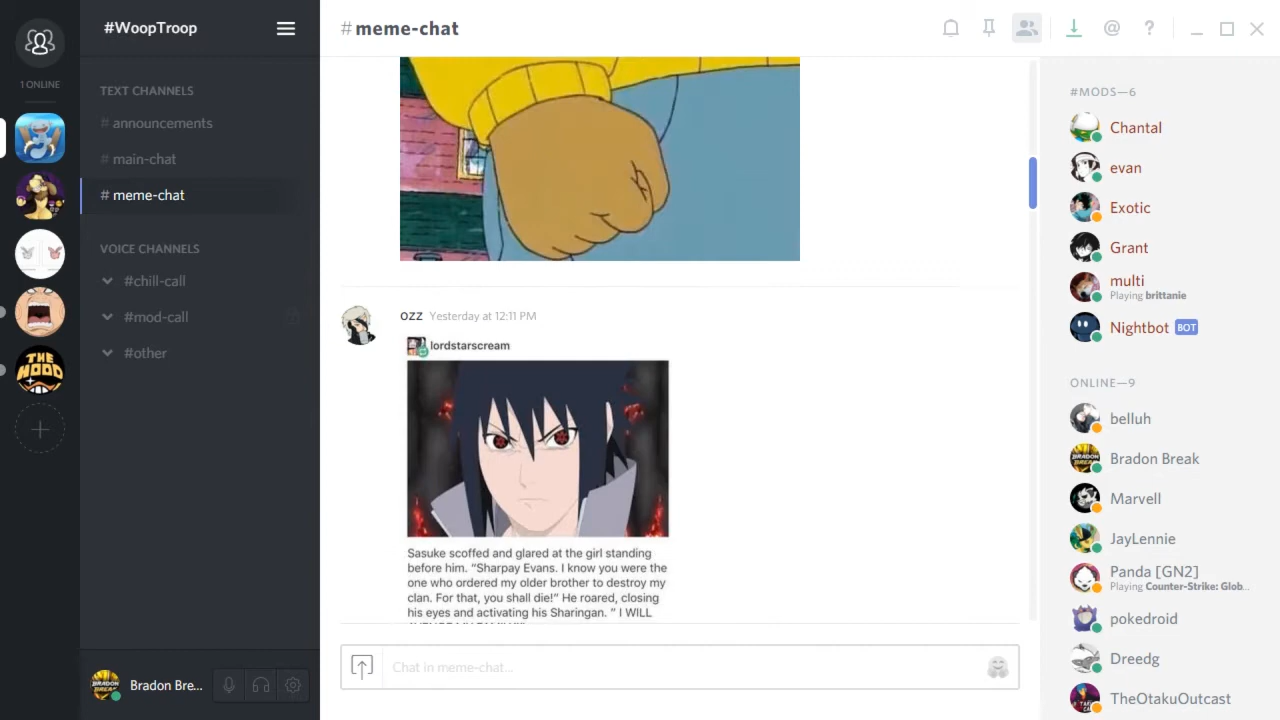 #WoopTroop
1 ONLINE
TEXT CHANNELS
# announcements
# main-chat
# meme-chat
VOICE CHANNELS
#chill-call
#mod-call
#other
THE HOOD
Bradon Bre...
# meme-chat
OZZ Yesterday at 12:11 PM
lordstarscream
Sasuke scoffed and glared at the girl standing
before him. "Sharpay Evans. I know you were the
one who ordered my older brother to destroy my
clan. For that, you shall die!" He roared, closing
his eyes and activating his Sharingan. " I WILL
Chat in meme-chat...
#MODS—6
Chantal
evan
Exotic
Grant
multi
Playing brittanie
Nightbot BOT
ONLINE—9
belluh
Bradon Break
Marvell
JayLennie
Panda [GN2]
Playing Counter-Strike: Glob...
pokedroid
Dreedg
TheOtakuOutcast